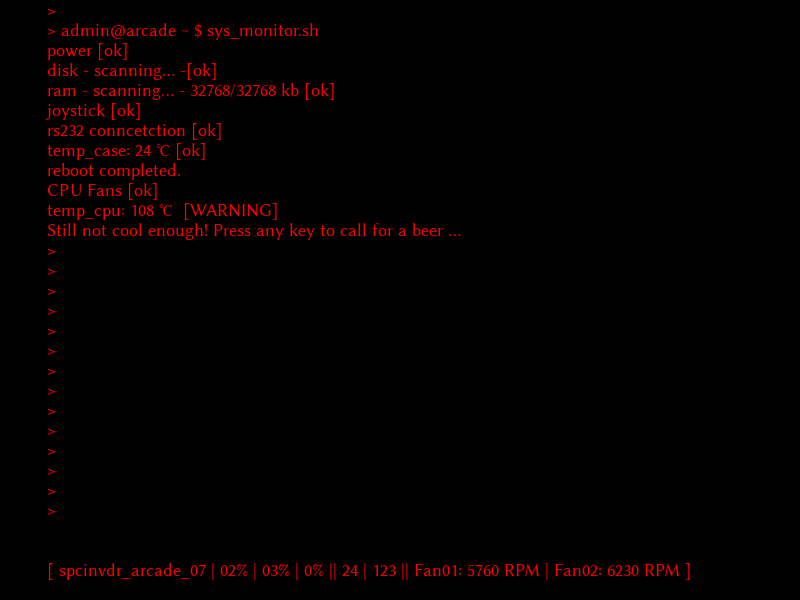 >
> admin@arcade ~ $ sys_monitor.sh
power [ok]
disk - scanning... -[ok]
ram - scanning... - 32768/32768 kb [ok]
joystick [ok]
rs232 conncetction [ok]
temp_case: 24 °C [ok]
reboot completed.
CPU Fans [ok]
temp_cpu: 108 °C  [WARNING]
Still not cool enough! Press any key to call for a beer ...
>
>
>
>
>
>
>
>
>
>
>
>
>
>
[ spcinvdr_arcade_07 | 02% | 03% | 0% || 24 | 123 || Fan01: 5760 RPM | Fan02: 6230 RPM ]